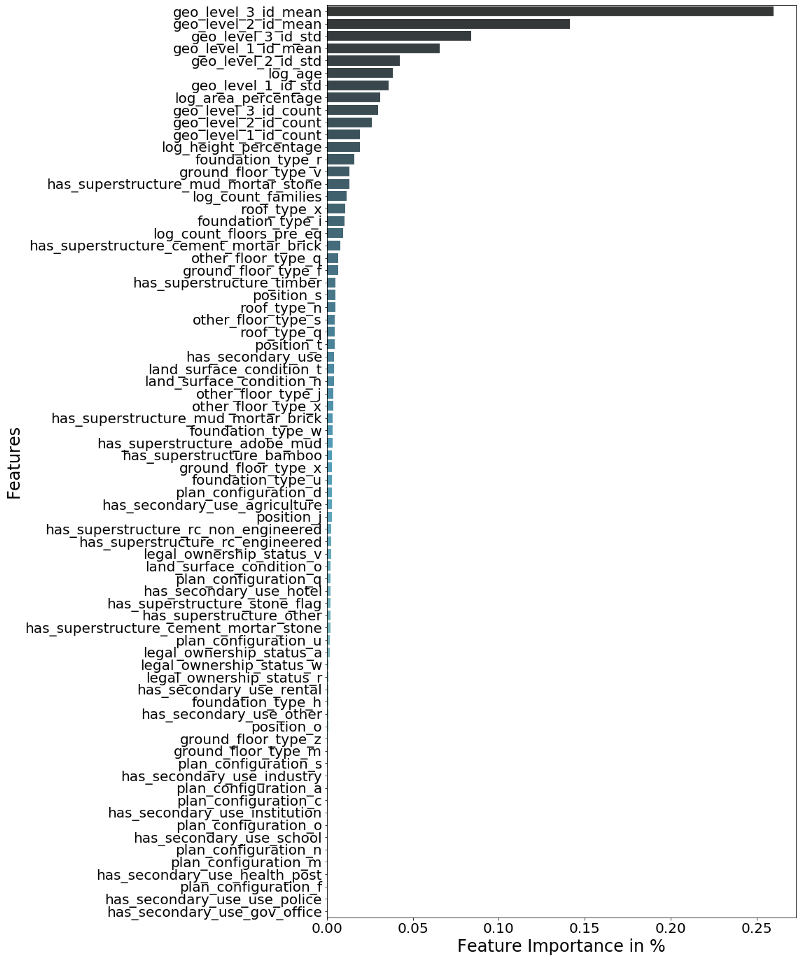 geo_level_3_id_mean
geo_level_2_id_mean
geo_level_3_id_std
geo_level_1_id_mean
geo_level_2_id_std
log_age
geo_level_1_id_std
log_area_percentage
geo_level_3_id_count
geo_level_2_id_count
geo_level_1_id_count
log_height_percentage
foundation_type_r
ground_floor_type_v
has_superstructure_mud_mortar_stone
log_count_families
roof_type_x
foundation_type_i
log_count_floors_pre_eq
has_superstructure_cement_mortar_brick
other_floor_type_q
ground_floor_type_f
has_superstructure_timber
position_s
roof_type_n
other_floor_type_s
roof_type_q
position_t
has_secondary_use
land_surface_condition_t
land_surface_condition_n
other_floor_type_j
other_floor_type_x
has_superstructure_mud_mortar_brick
foundation_type_w
has_superstructure_adobe_mud
has_superstructure_bamboo
ground_floor_type_x
foundation_type_u
plan_configuration_d
has_secondary_use_agriculture
position_j
has_superstructure_rc_non_engineered
has_superstructure_rc_engineered
legal_ownership_status_v
land_surface_condition_o
plan_configuration_q
has_secondary_use_hotel
has_superstructure_stone_flag
has_superstructure_other
has_superstructure_cement_mortar_stone
plan_configuration_u
legal_ownership_status_a
legal_ownership_status_w
legal_ownership_status_r
has_secondary_use_rental
foundation_type_h
has_secondary_use_other
position_o
ground_floor_type_z
ground_floor_type_m
plan_configuration_s
has_secondary_use_industry
plan_configuration_a
plan_configuration_c
has_secondary_use_institution
plan_configuration_o
has_secondary_use_school
plan_configuration_n
plan_configuration_m
has_secondary_use_health_post
plan_configuration_f
has_secondary_use_use_police
has_secondary_use_gov_office
Features
0.00 0.05 0.10 0.15 0.20 0.25
Feature Importance in %